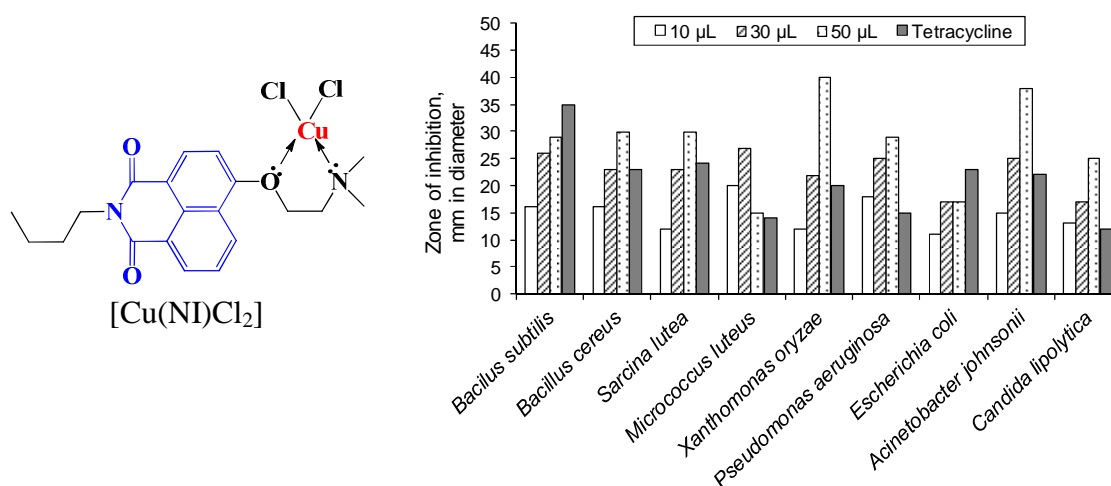 Cl
Cl
Cu
O
O
N
N
O
[Cu(NI)Cl2]
10 µL
30 µL
50 µL
Tetracycline
Zone of inhibition,
mm in diameter
50
45
40
35
30
25
20
15
10
5
0
Bacilus subtilis
Bacillus cereus
Sarcina lutea
Micrococcus luteus
Xanthomonas oryzae
Pseudomonas aeruginosa
Escherichia coli
Acinetobacter johnsonii
Candida lipolytica